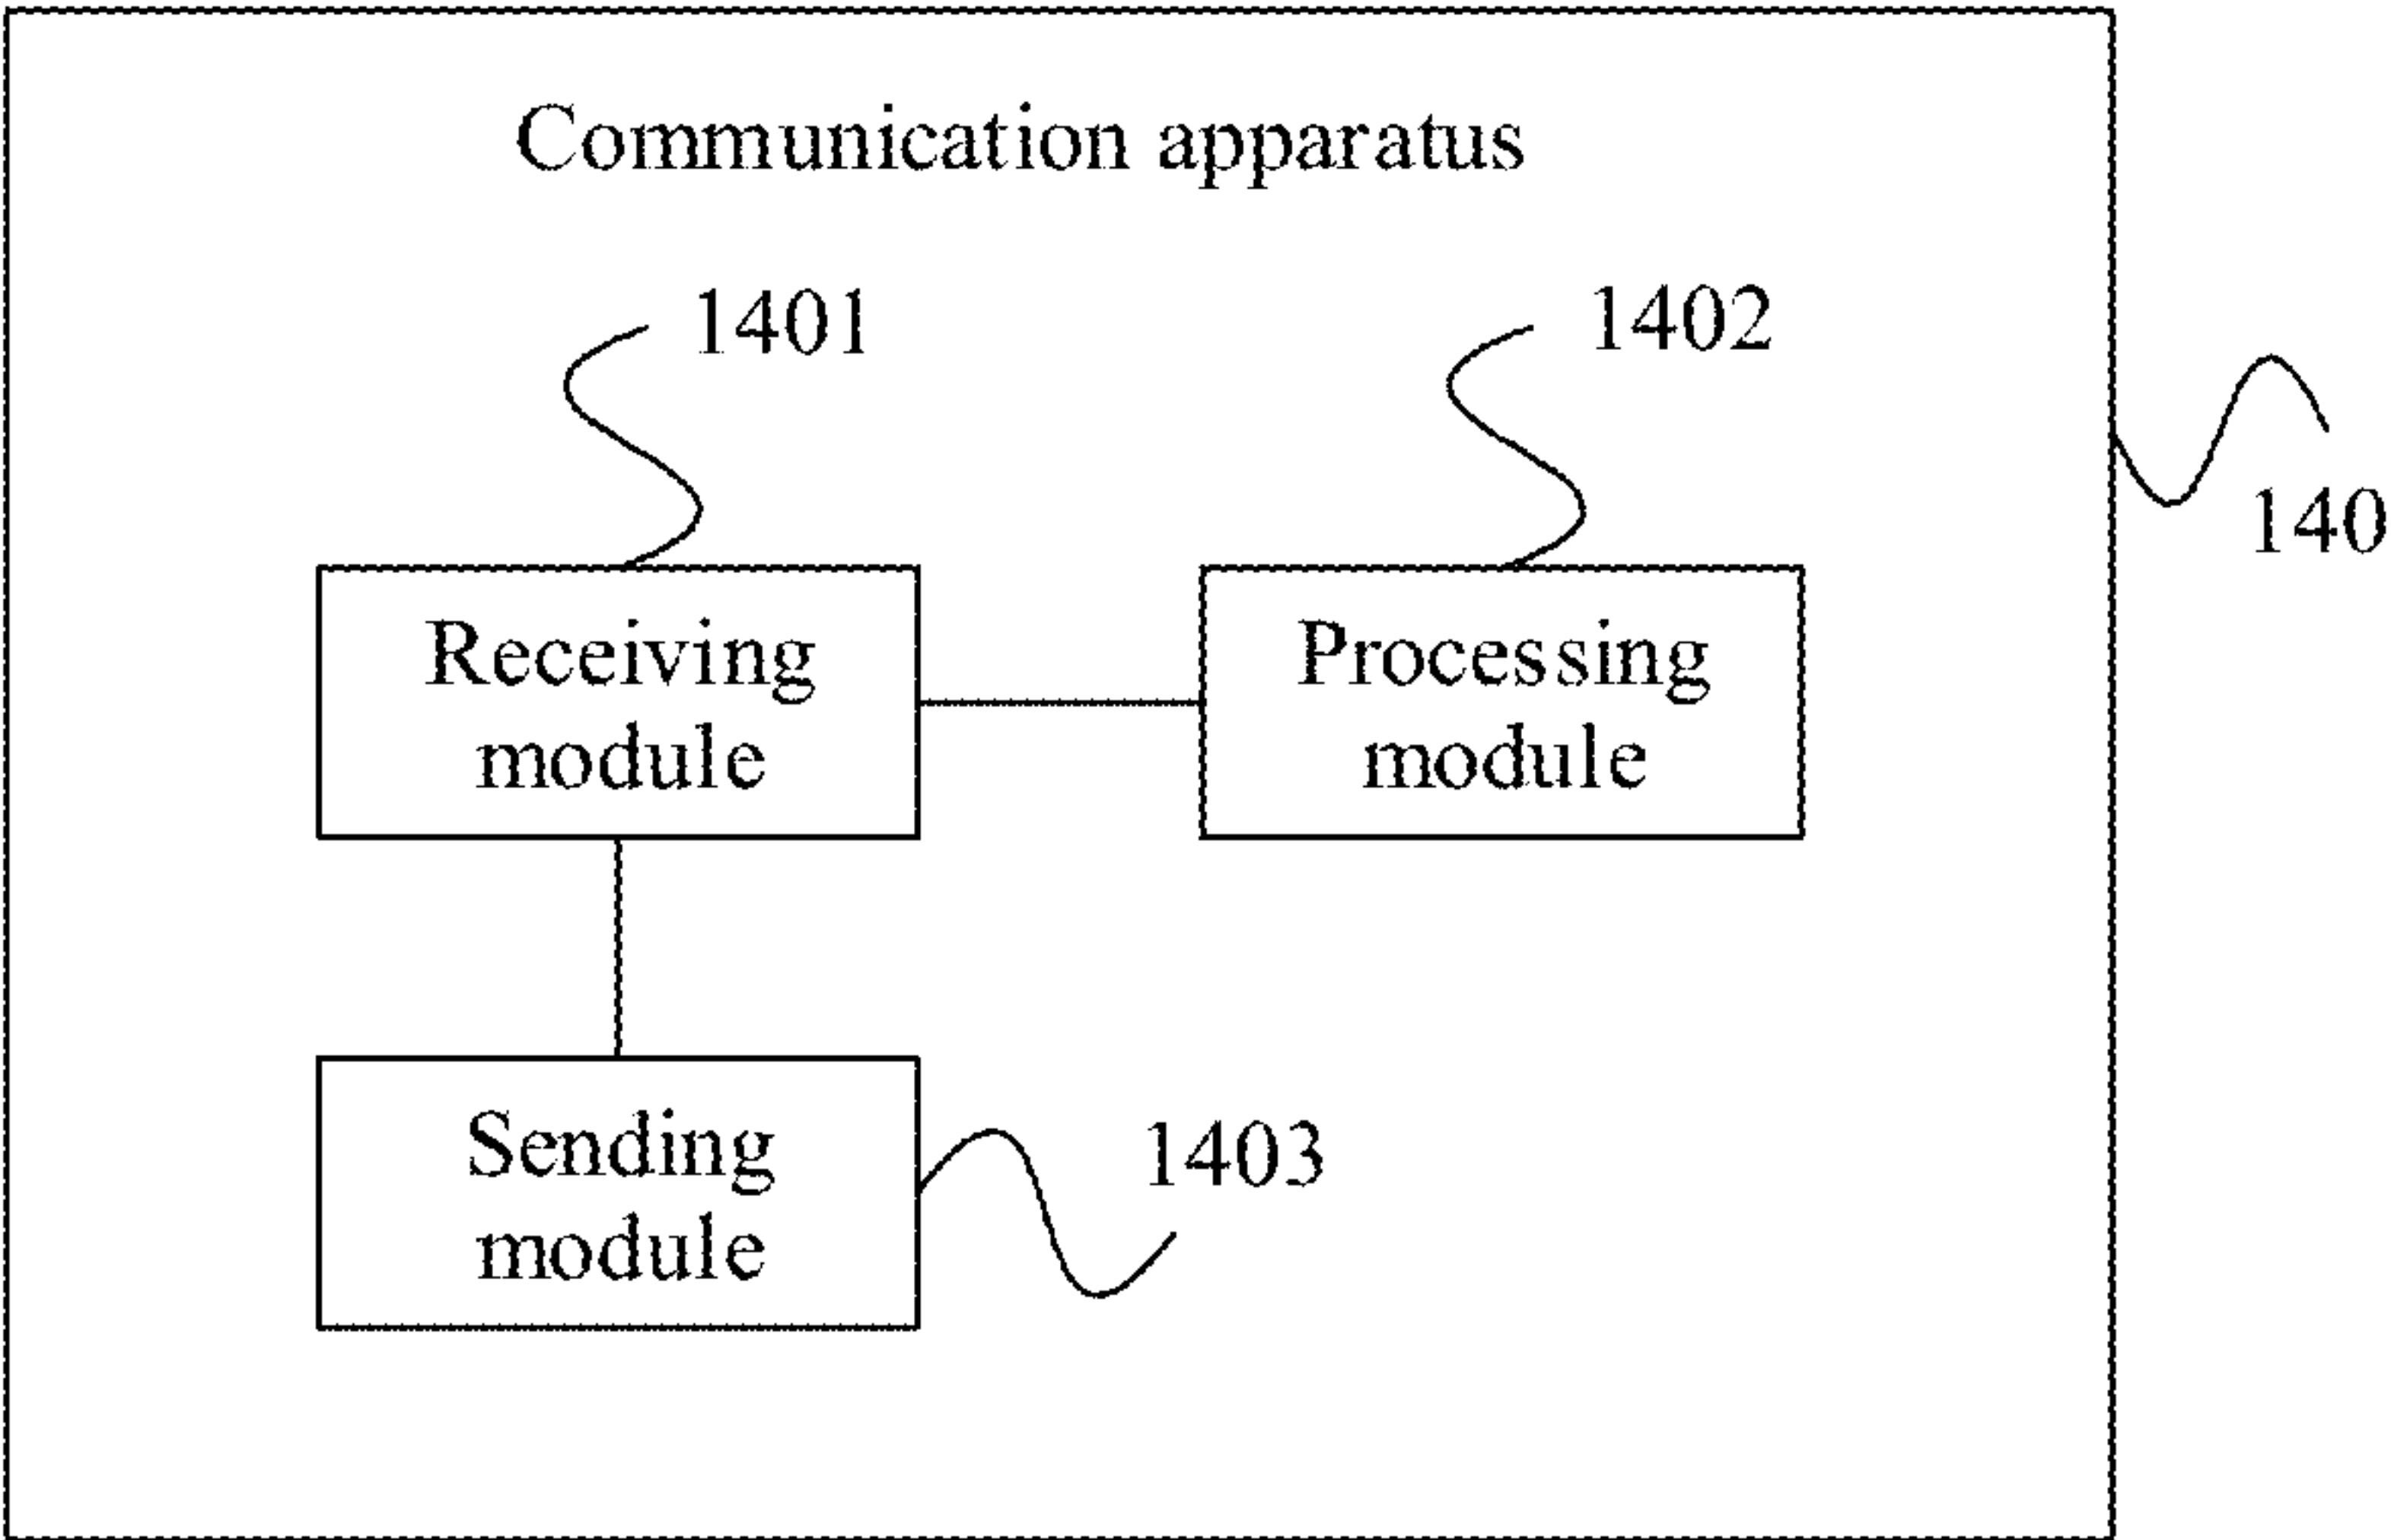 Communication apparatus
1401
1402
140
Receiving
module
Processing
module
Sending
module
1403